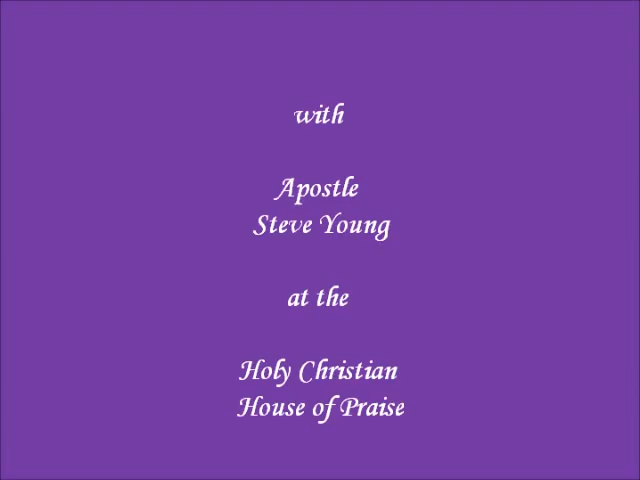 with
Apostle
Steve Young
at the
Holy Christian
House of Praise